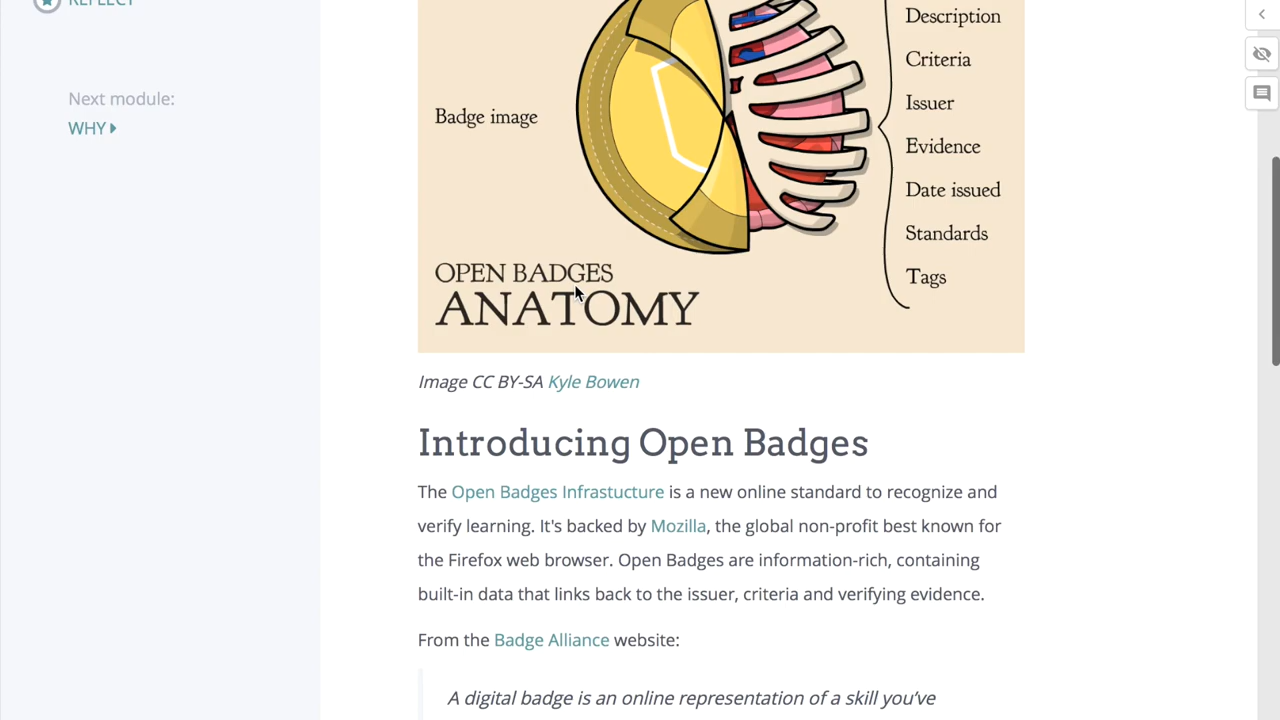 REFLECT
Next module:
WHY
Badge image
Description
Criteria
Issuer
Evidence
Date issued
Standards
Tags
OPEN BADGES
ANATOMY
Image CC BY-SA Kyle Bowen
Introducing Open Badges
The Open Badges Infrastucture is a new online standard to recognize and
verify learning. It's backed by Mozilla, the global non-profit best known for
the Firefox web browser. Open Badges are information-rich, containing
built-in data that links back to the issuer, criteria and verifying evidence.
From the Badge Alliance website:
A digital badge is an online representation of a skill you’ve